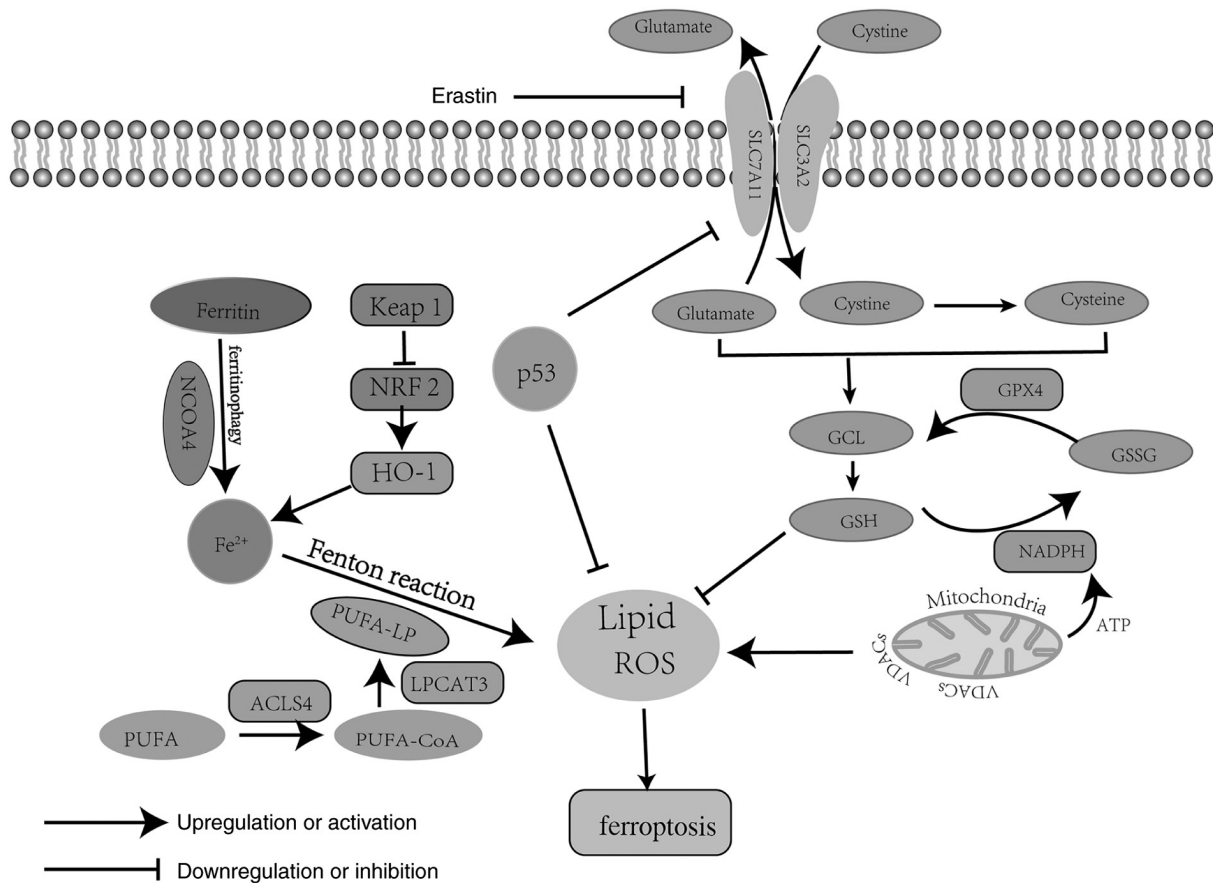 Glutamate
Cystine
Erastin
SLC7A11
SLC3A2
Ferritin
Keap 1
Glutamate
Cystine
Cysteine
ferritinophagy
NCOA4
NRF 2
p53
GPX4
GCL
GSSG
HO-1
Fe²⁺
GSH
NADPH
Fenton reaction
PUFA-LP
Lipid
ROS
Mitochondria
ATP
VDACs
VDACs
LPCAT3
ACLS4
PUFA
PUFA-CoA
ferroptosis
Upregulation or activation
Downregulation or inhibition